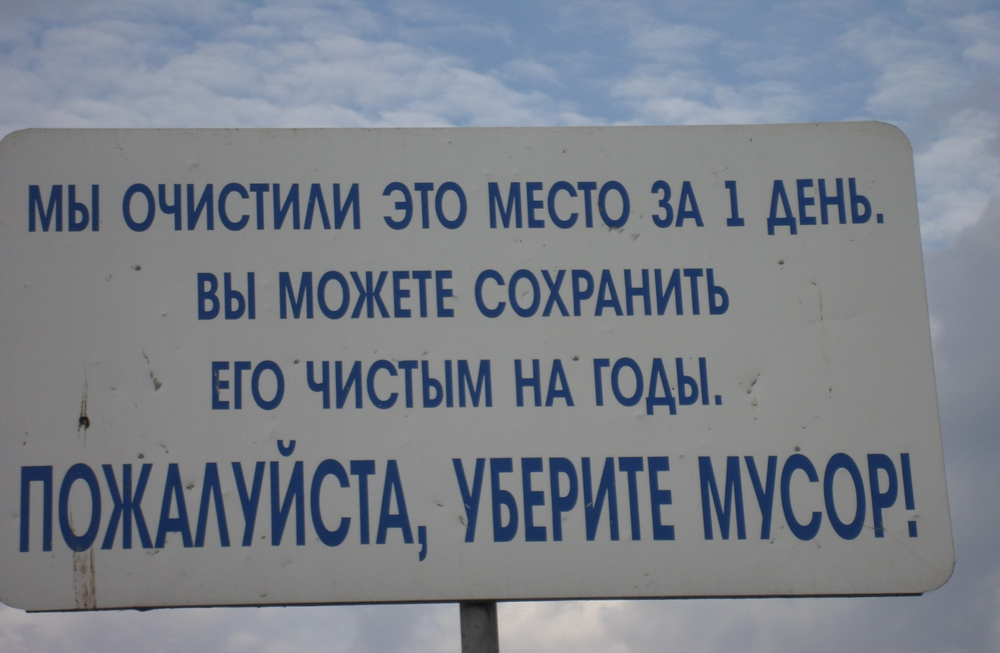 МЫ ОЧИСТИЛИ ЭТО МЕСТО ЗА 1 ДЕНЬ.
ВЫ МОЖЕТЕ СОХРАНИТЬ
ЕГО ЧИСТЫМ НА ГОДЫ.
ПОЖАЛУЙСТА, УБЕРИТЕ МУСОР!